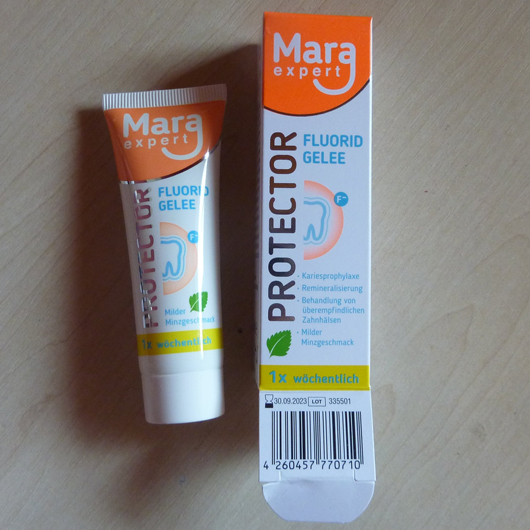 Mara
expert
PROTECTOR
FLUORID
GELEE
F⁻
Milder
Minzgeschmack
1x wöchentlich
Mara
expert
PROTECTOR
FLUORID
GELEE
F⁻
· Kariesprophylaxe
· Remineralisierung
· Behandlung von
überempfindlichen
Zahnhälsen
· Milder
Minzgeschmack
1x wöchentlich
30.09.2023 LOT 335501
4 260457 770710